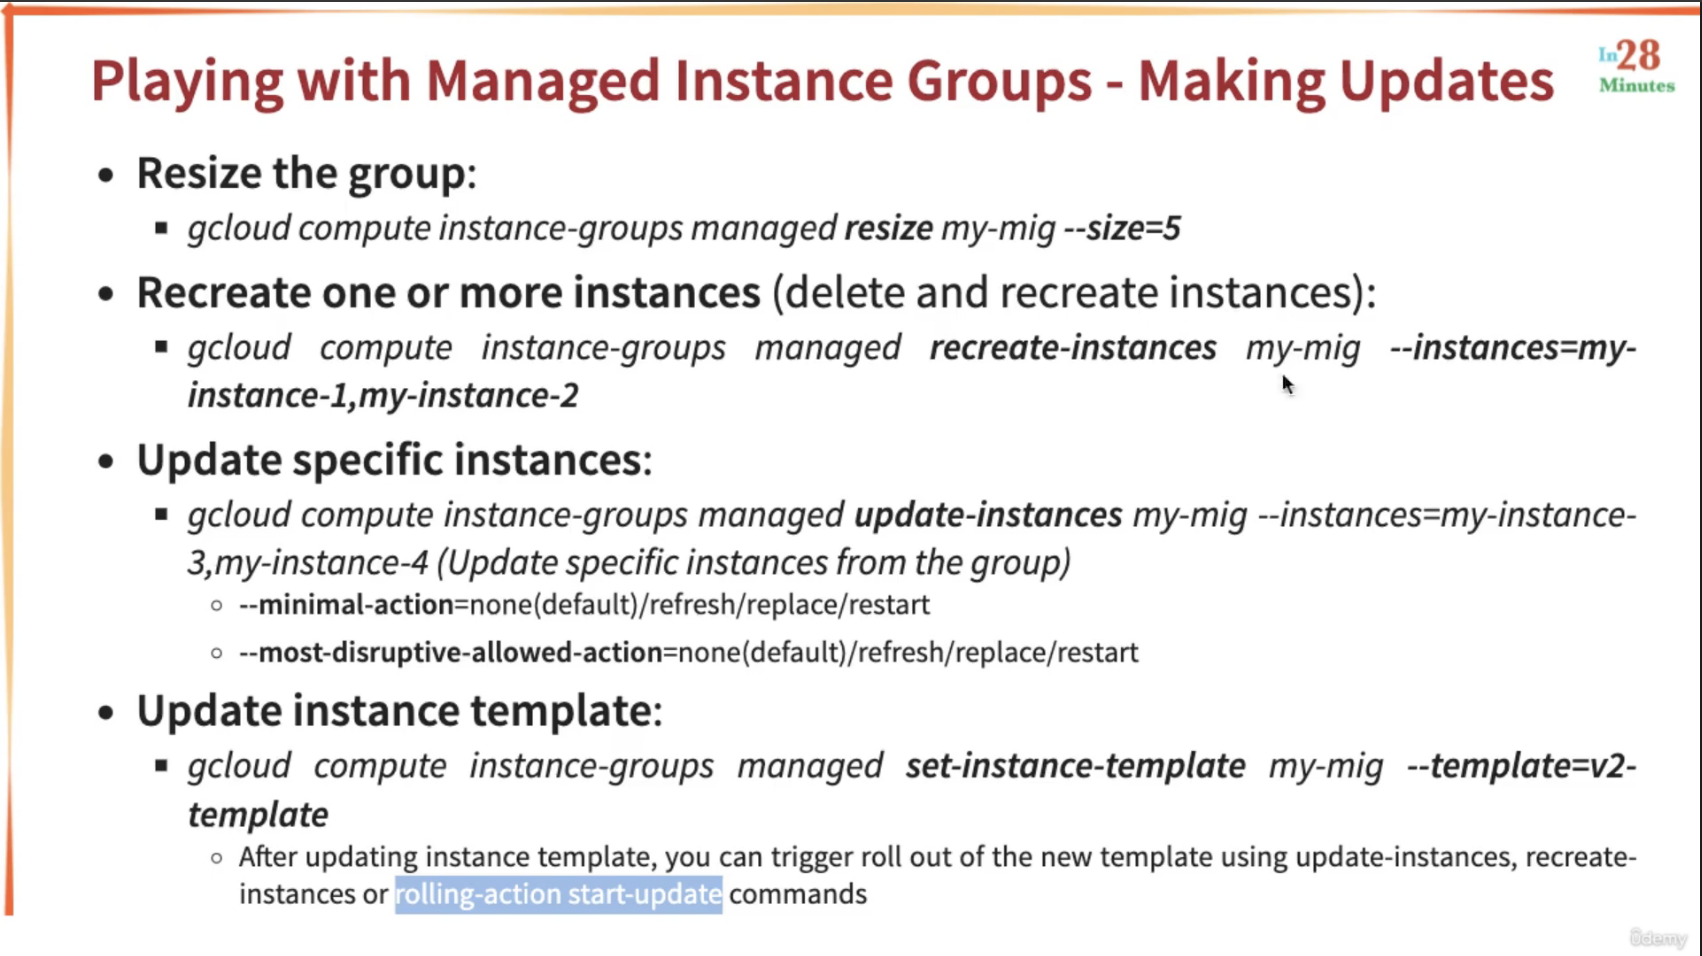 Playing with Managed Instance Groups - Making Updates
In28
Minutes
• Resize the group:
▪ gcloud compute instance-groups managed resize my-mig --size=5
• Recreate one or more instances (delete and recreate instances):
▪ gcloud compute instance-groups managed recreate-instances my-mig --instances=my-
instance-1,my-instance-2
• Update specific instances:
▪ gcloud compute instance-groups managed update-instances my-mig --instances=my-instance-
3,my-instance-4 (Update specific instances from the group)
○ --minimal-action=none(default)/refresh/replace/restart
○ --most-disruptive-allowed-action=none(default)/refresh/replace/restart
• Update instance template:
▪ gcloud compute instance-groups managed set-instance-template my-mig --template=v2-
template
○ After updating instance template, you can trigger roll out of the new template using update-instances, recreate-
instances or rolling-action start-update commands
ûdemy